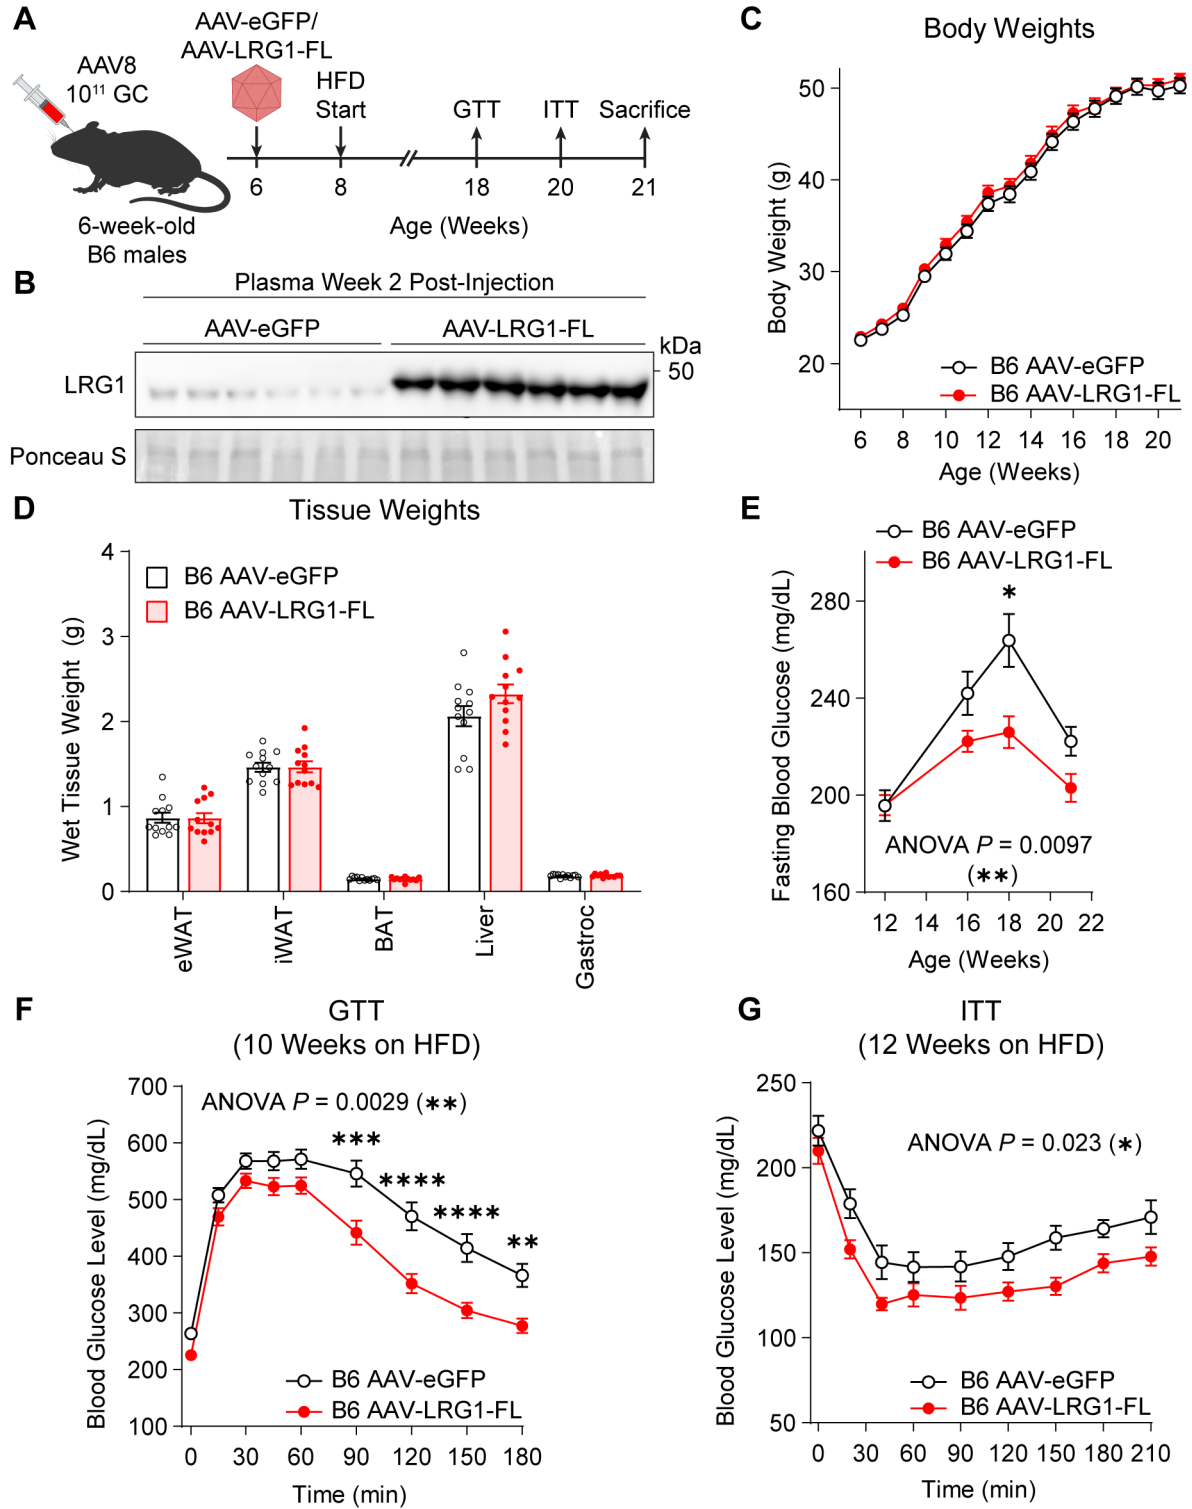 A
AAV8
10¹¹ GC
AAV-eGFP/
AAV-LRG1-FL
HFD
Start
GTT
ITT
Sacrifice
6
8
18
20
21
Age (Weeks)
6-week-old
B6 males
B
Plasma Week 2 Post-Injection
AAV-eGFP
AAV-LRG1-FL
kDa
50
LRG1
Ponceau S
C
Body Weights
Body Weight (g)
50
40
30
20
B6 AAV-eGFP
B6 AAV-LRG1-FL
6 8 10 12 14 16 18 20
Age (Weeks)
D
Tissue Weights
Wet Tissue Weight (g)
4
3
2
1
0
B6 AAV-eGFP
B6 AAV-LRG1-FL
eWAT
iWAT
BAT
Liver
Gastroc
E
B6 AAV-eGFP
B6 AAV-LRG1-FL
Fasting Blood Glucose (mg/dL)
280
240
200
160
*
ANOVA P = 0.0097
(**)
12 14 16 18 20 22
Age (Weeks)
F
GTT
(10 Weeks on HFD)
Blood Glucose Level (mg/dL)
700
600
500
400
300
200
100
ANOVA P = 0.0029 (**)
***
****
****
**
B6 AAV-eGFP
B6 AAV-LRG1-FL
0 30 60 90 120 150 180
Time (min)
G
ITT
(12 Weeks on HFD)
Blood Glucose Level (mg/dL)
250
200
150
100
50
ANOVA P = 0.023 (*)
B6 AAV-eGFP
B6 AAV-LRG1-FL
0 30 60 90 120 150 180 210
Time (min)